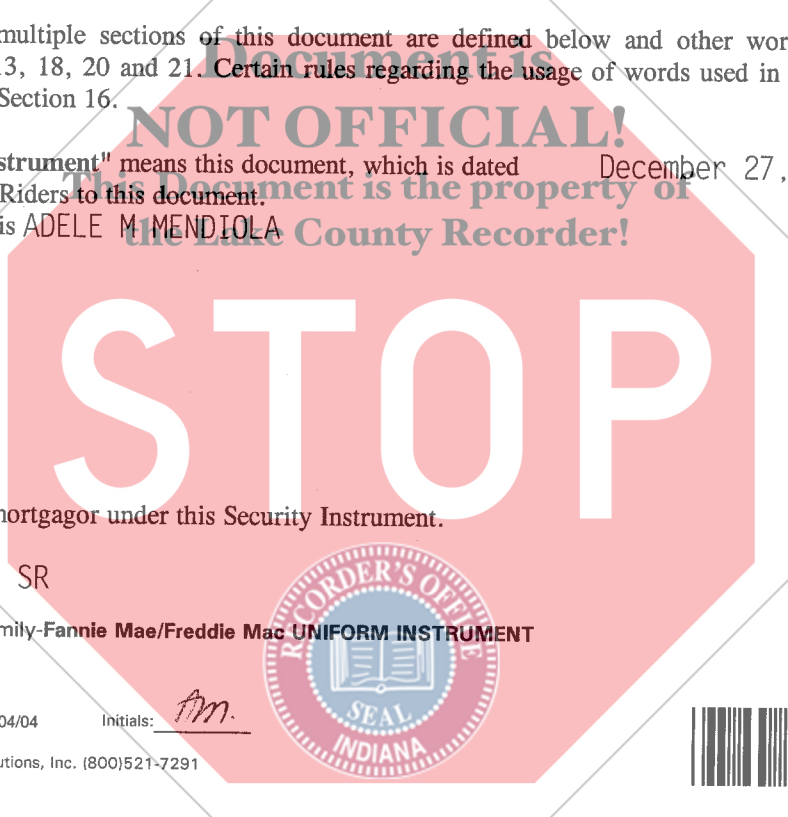 multiple sections of this document are defined below and other wor
Document is
3, 18, 20 and 21. Certain rules regarding the usage of words used in
Section 16.
NOT OFFICIAL!
strument" means this document, which is dated December 27,
This Document is the property of
Riders to this document.
is ADELE M MENDIOLA
the Lake County Recorder!
STOP
mortgagor under this Security Instrument.
SR
RECORDER'S OFFICE
mily-Fannie Mae/Freddie Mac UNIFORM INSTRUMENT
SEAL
04/04 Initials: AM.
INDIANA
utions, Inc. (800)521-7291